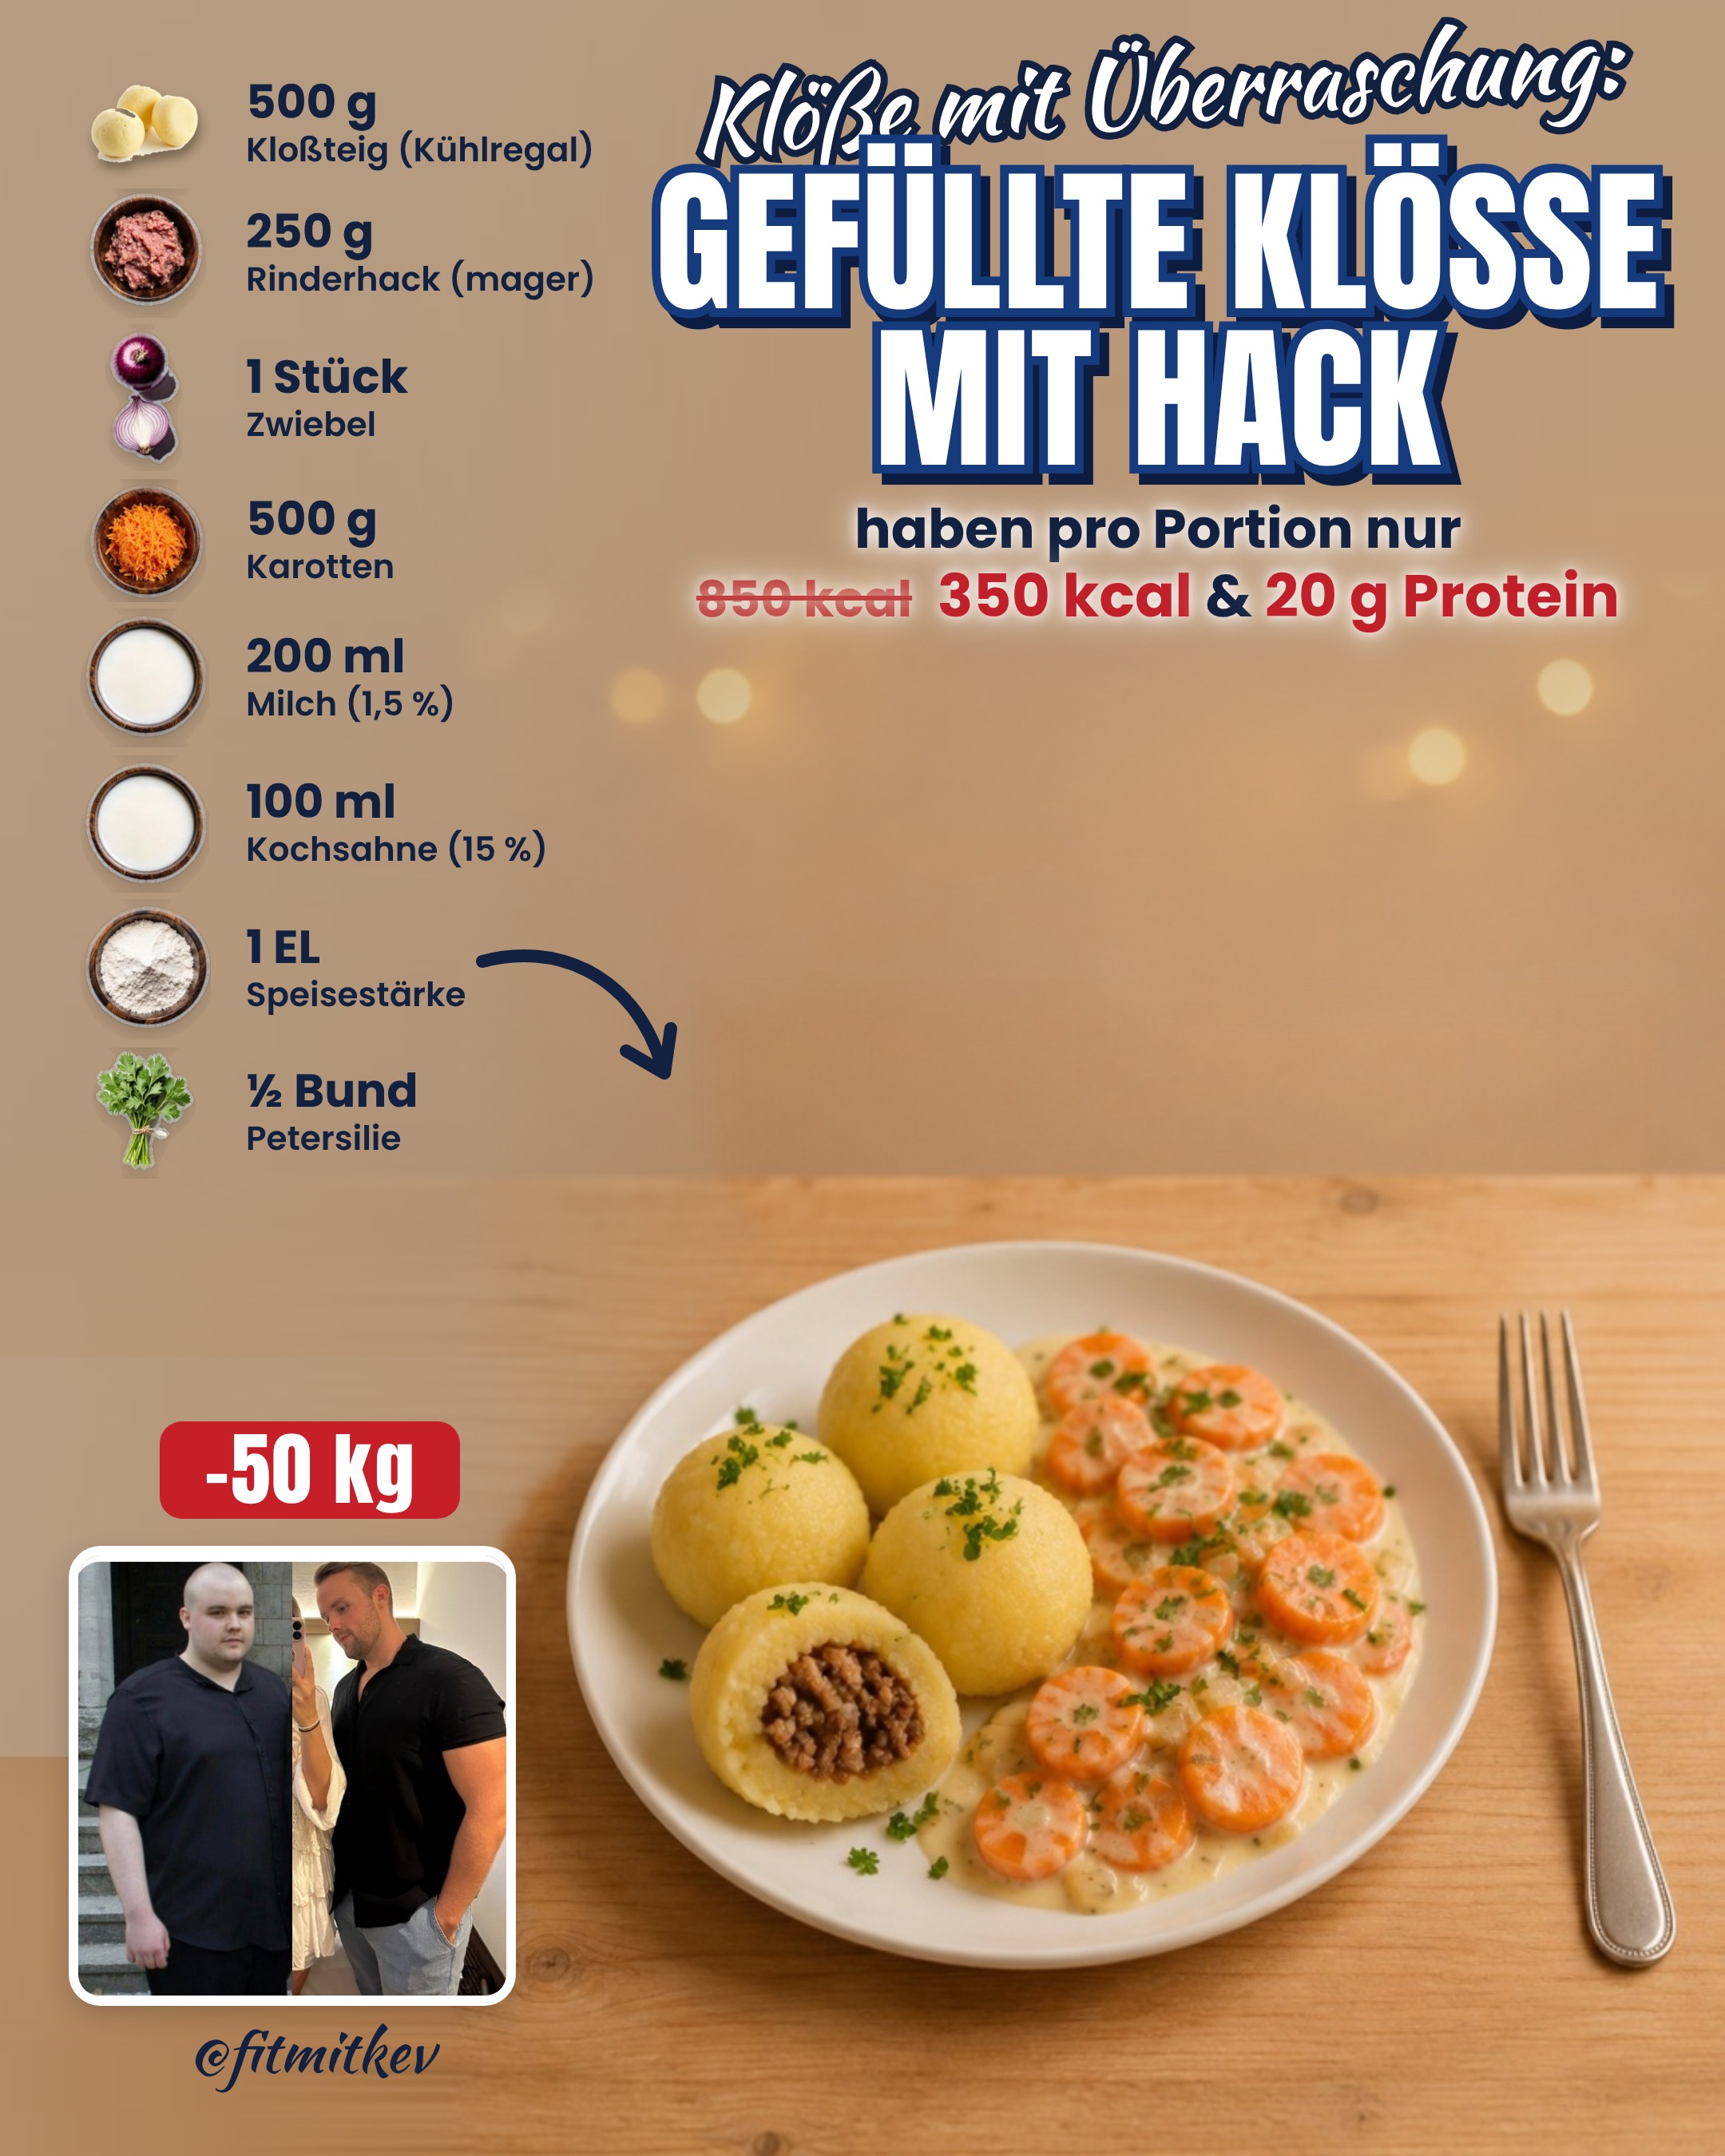 Klöße mit Überraschung:
GEFÜLLTE KLÖSSE
MIT HACK
haben pro Portion nur
850 kcal 350 kcal & 20 g Protein
500 g
Kloßteig (Kühlregal)
250 g
Rinderhack (mager)
1 Stück
Zwiebel
500 g
Karotten
200 ml
Milch (1,5 %)
100 ml
Kochsahne (15 %)
1 EL
Speisestärke
½ Bund
Petersilie
-50 kg
@fitmitkev